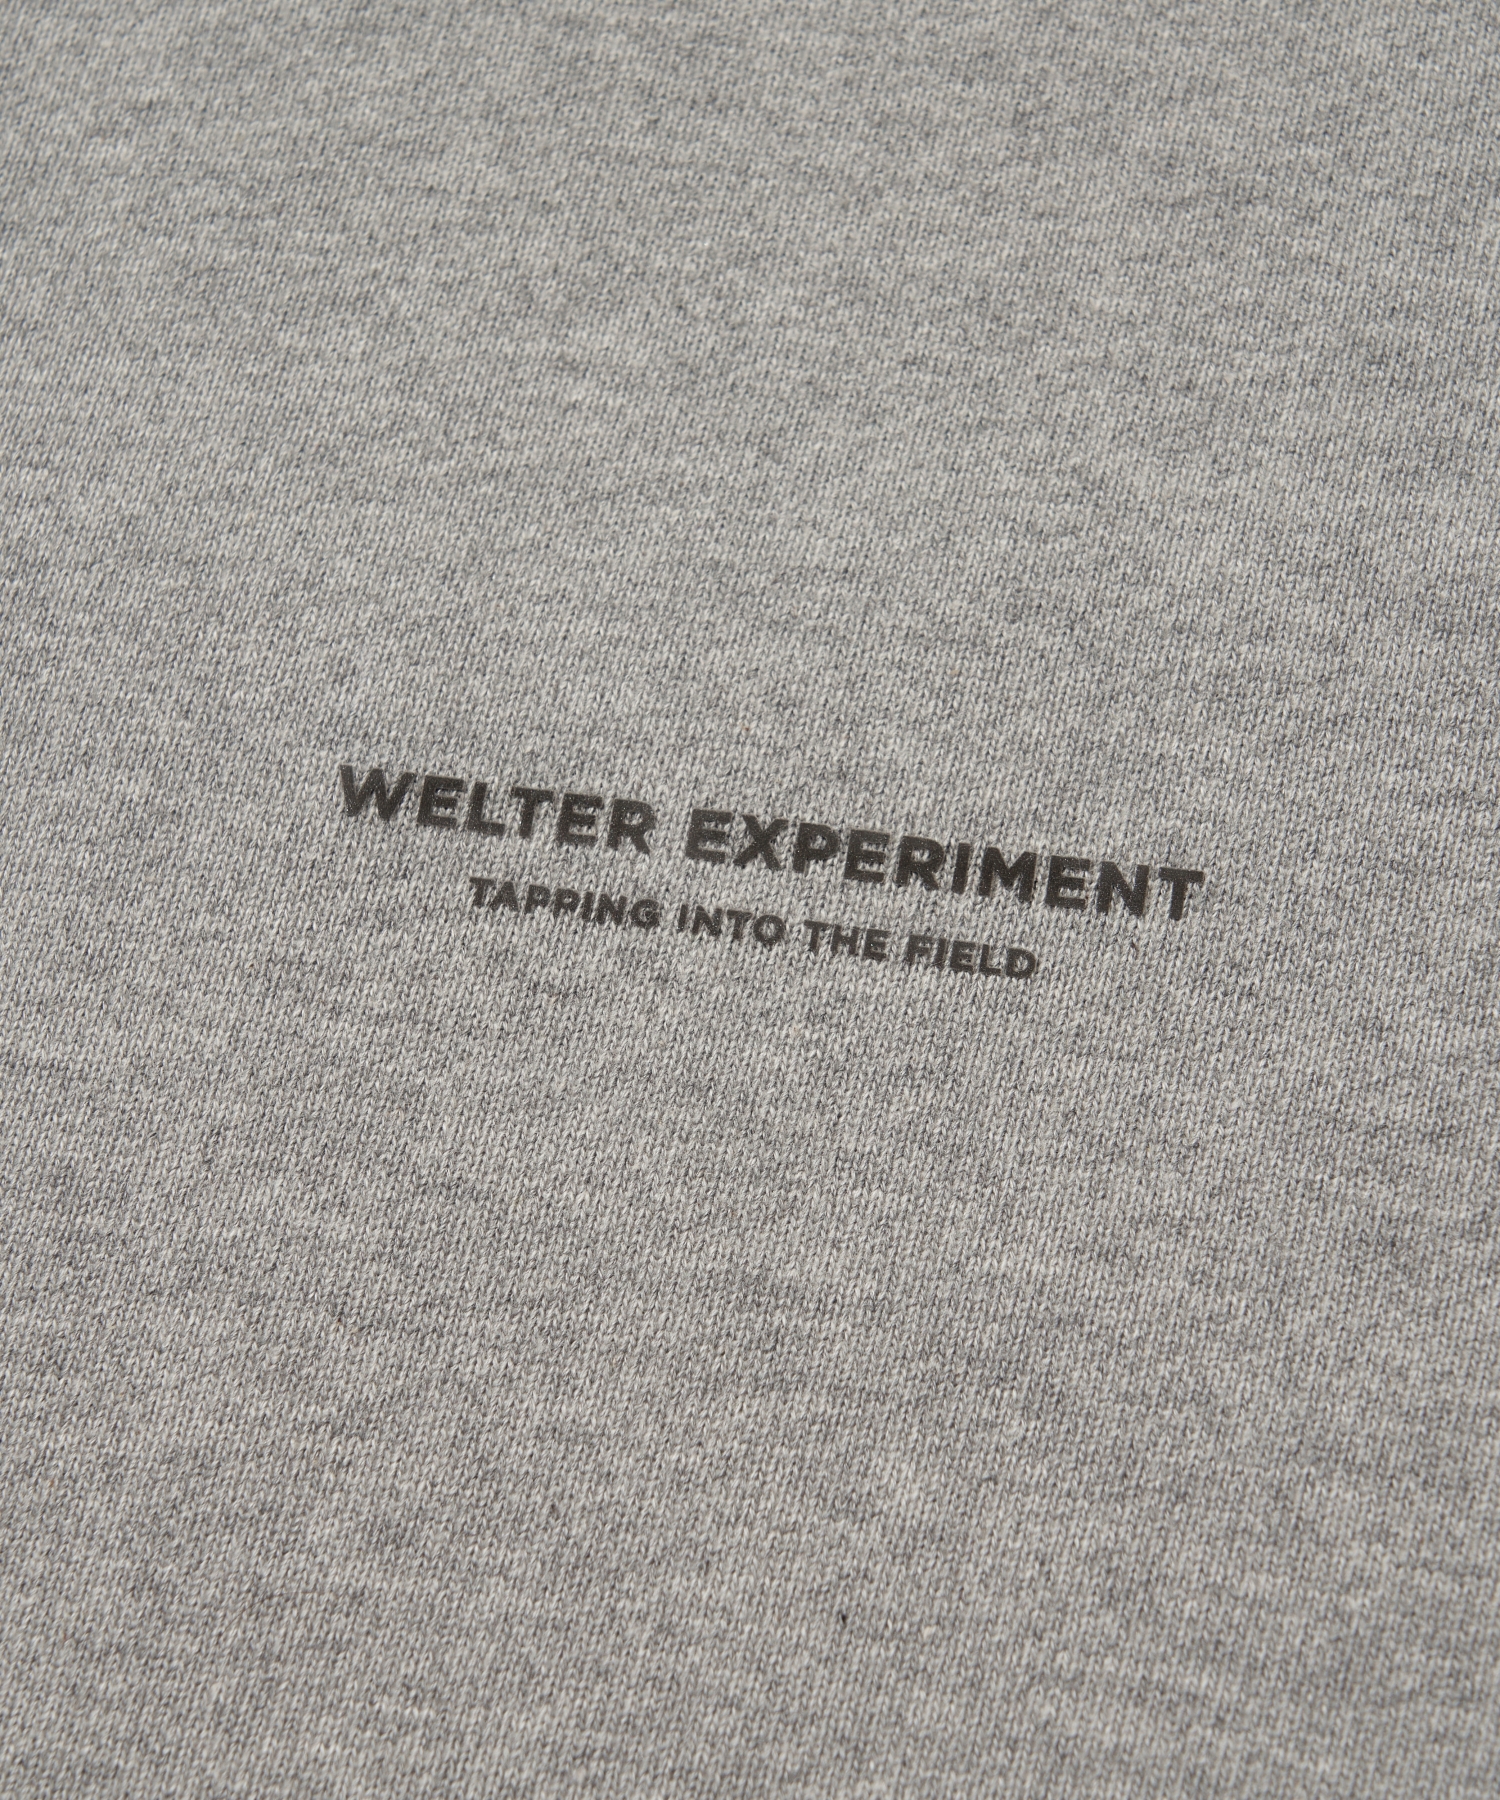 WELTER EXPERIMENT
TAPPING INTO THE FIELD